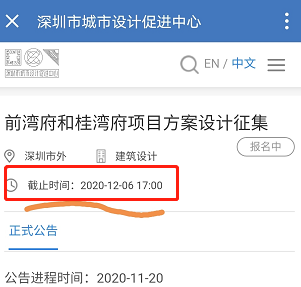 深圳市城市设计促进中心
EN / 中文
前湾府和桂湾府项目方案设计征集
报名中
深圳市外 建筑设计
截止时间：2020-12-06 17:00
正式公告
公告进程时间：2020-11-20